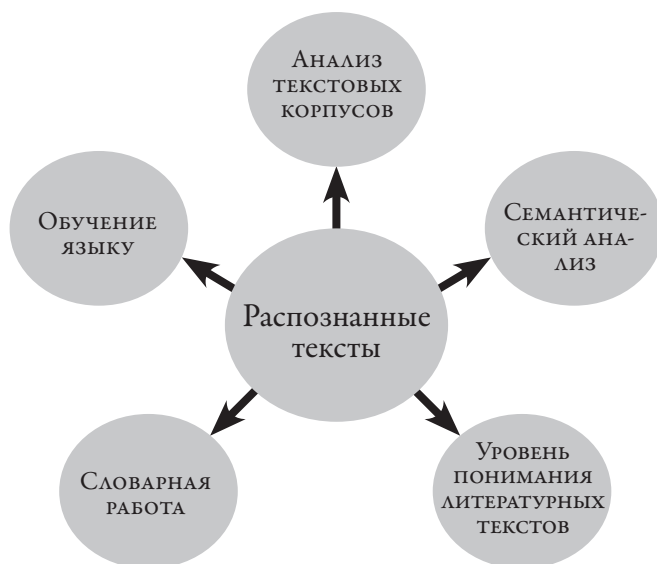 Анализ
текстовых
корпусов
Обучение
языку
Семантиче-
ский ана-
лиз
Распознанные
тексты
Словарная
работа
Уровень
понимания
литературных
текстов